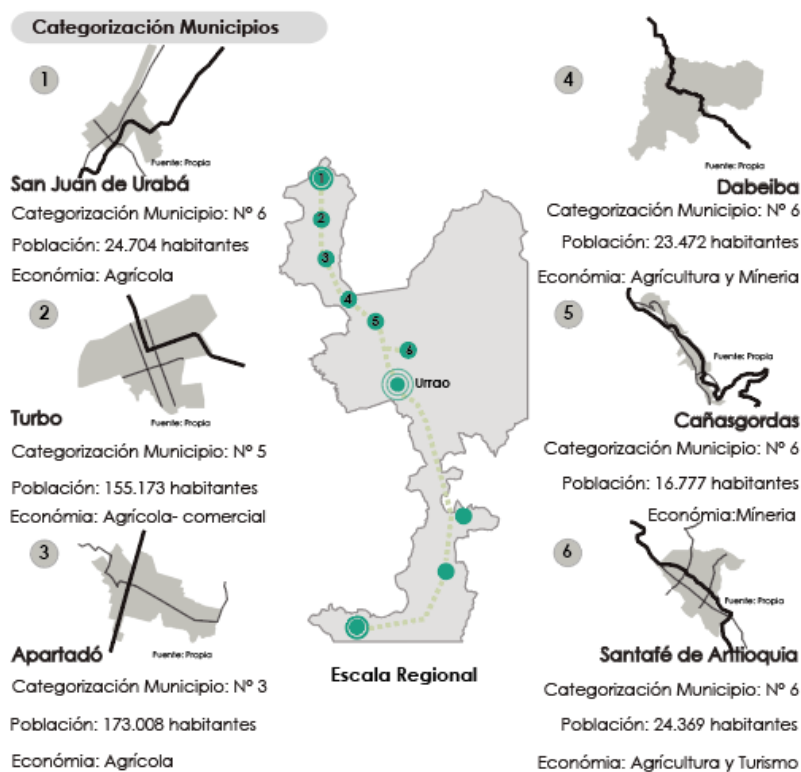 Categorización Municipios
1
Fuente: Propia
San Juan de Urabá
Categorización Municipio: Nº 6
Población: 24.704 habitantes
Económia: Agrícola
2
Fuente: Propia
Turbo
Categorización Municipio: Nº 5
Población: 155.173 habitantes
Económia: Agrícola- comercial
3
Fuente: Propia
Apartadó
Categorización Municipio: Nº 3
Población: 173.008 habitantes
Económia: Agrícola
1
2
3
4
5
6
Urrao
Escala Regional
4
Fuente: Propia
Dabeiba
Categorización Municipio: Nº 6
Población: 23.472 habitantes
Económia: Agrícultura y Míneria
5
Fuente: Propia
Cañasgordas
Categorización Municipio: Nº 6
Población: 16.777 habitantes
Económia:Míneria
6
Fuente: Propia
Santafé de Antioquia
Categorización Municipio: Nº 6
Población: 24.369 habitantes
Económia: Agrícultura y Turismo